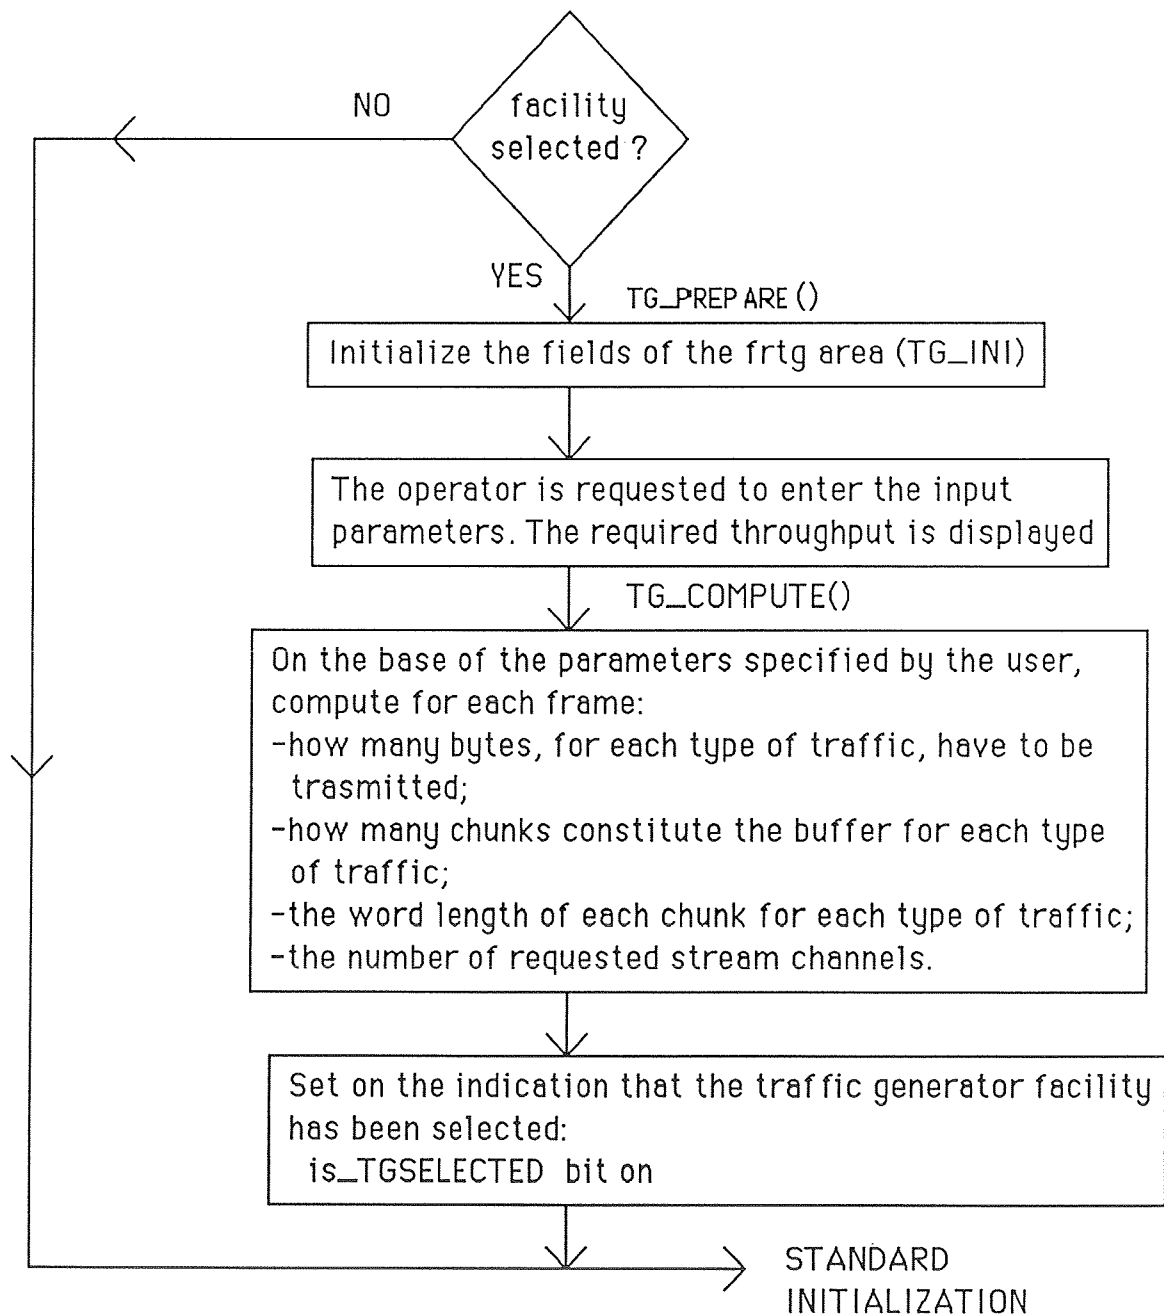 facility
selected ?
NO
YES
TG_PREPARE()
Initialize the fields of the frtg area (TG_INI)
The operator is requested to enter the input
parameters. The required throughput is displayed
TG_COMPUTE()
On the base of the parameters specified by the user,
compute for each frame:
-how many bytes, for each type of traffic, have to be
trasmitted;
-how many chunks constitute the buffer for each type
of traffic;
-the word length of each chunk for each type of traffic;
-the number of requested stream channels.
Set on the indication that the traffic generator facility
has been selected:
is_TGSELECTED bit on
STANDARD
INITIALIZATION